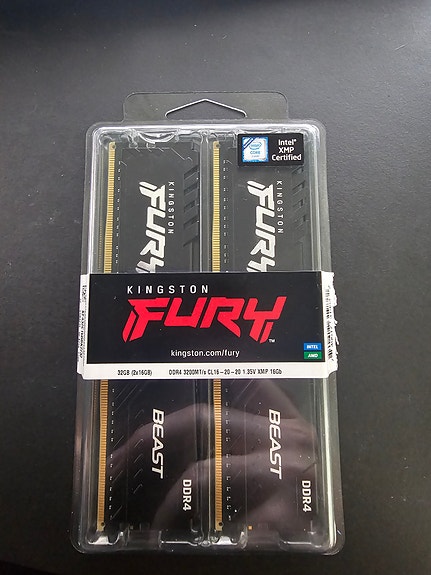 Intel®
XMP
Certified
KINGSTON
FURY
KINGSTON
FURY
KINGSTON
FURY™
kingston.com/fury
INTEL
AMD
32GB (2x16GB)
DDR4 3200MT/s CL16-20-20 1.35V XMP 16Gb
BEAST
DDR4
BEAST
DDR4